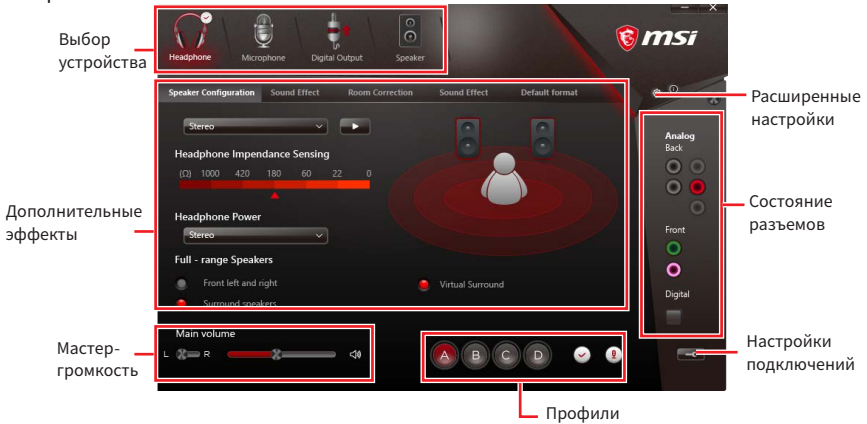 Выбор
устройства
Headphone
Microphone
Digital Output
Speaker
msi
Speaker Configuration
Sound Effect
Room Correction
Sound Effect
Default format
Расширенные
настройки
Stereo
Headphone Impendance Sensing
(Ω) 1000 420 180 60 22 0
Headphone Power
Stereo
Full - range Speakers
Front left and right
Surround speakers
Virtual Surround
Дополнительные
эффекты
Analog
Back
Front
Digital
Состояние
разъемов
Main volume
L R
Мастер-
громкость
A B C D
Настройки
подключений
Профили